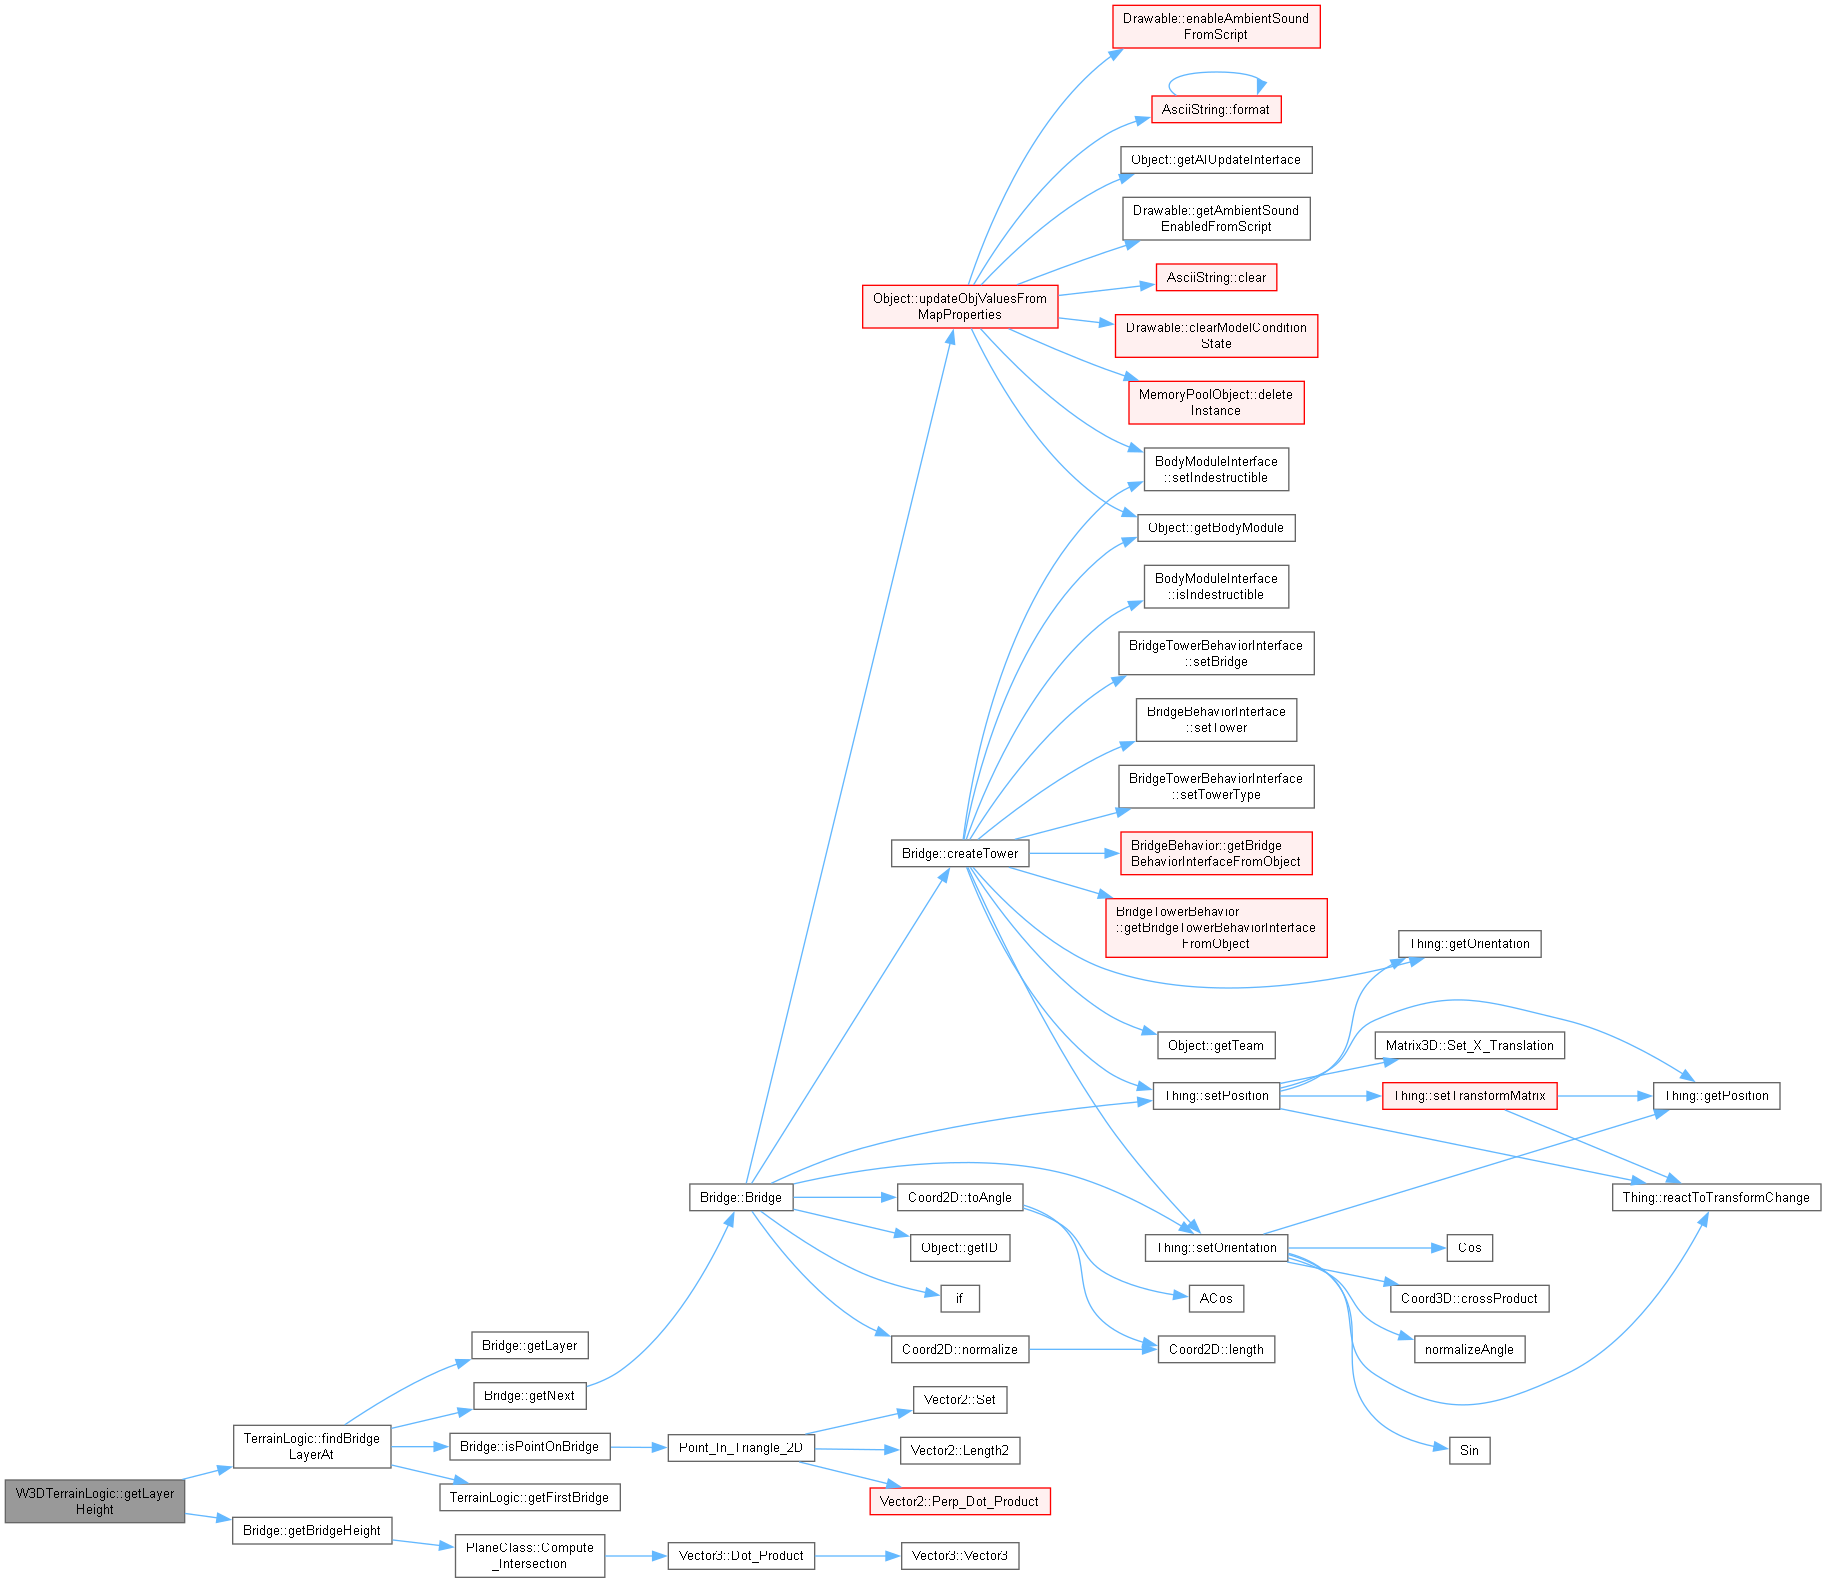 Drawable::enableAmbientSound
FromScript
AsciiString::format
Object::getAIUpdateInterface
Drawable::getAmbientSound
EnabledFromScript
AsciiString::clear
Object::updateObjValuesFrom
MapProperties
Drawable::clearModelCondition
State
MemoryPoolObject::delete
Instance
BodyModuleInterface
::setIndestructible
Object::getBodyModule
BodyModuleInterface
::isIndestructible
BridgeTowerBehaviorInterface
::setBridge
BridgeBehaviorInterface
::setTower
BridgeTowerBehaviorInterface
::setTowerType
Bridge::createTower
BridgeBehavior::getBridge
BehaviorInterfaceFromObject
BridgeTowerBehavior
::getBridgeTowerBehaviorInterface
FromObject
Thing::getOrientation
Object::getTeam
Matrix3D::Set_X_Translation
Thing::setPosition
Thing::setTransformMatrix
Thing::getPosition
Bridge::Bridge
Coord2D::toAngle
Thing::reactToTransformChange
Object::getID
Thing::setOrientation
Cos
if
ACos
Coord3D::crossProduct
Bridge::getLayer
Coord2D::normalize
Coord2D::length
normalizeAngle
Bridge::getNext
Vector2::Set
TerrainLogic::findBridge
LayerAt
Bridge::isPointOnBridge
Point_In_Triangle_2D
Vector2::Length2
Sin
W3DTerrainLogic::getLayer
Height
TerrainLogic::getFirstBridge
Vector2::Perp_Dot_Product
Bridge::getBridgeHeight
PlaneClass::Compute
_Intersection
Vector3::Dot_Product
Vector3::Vector3